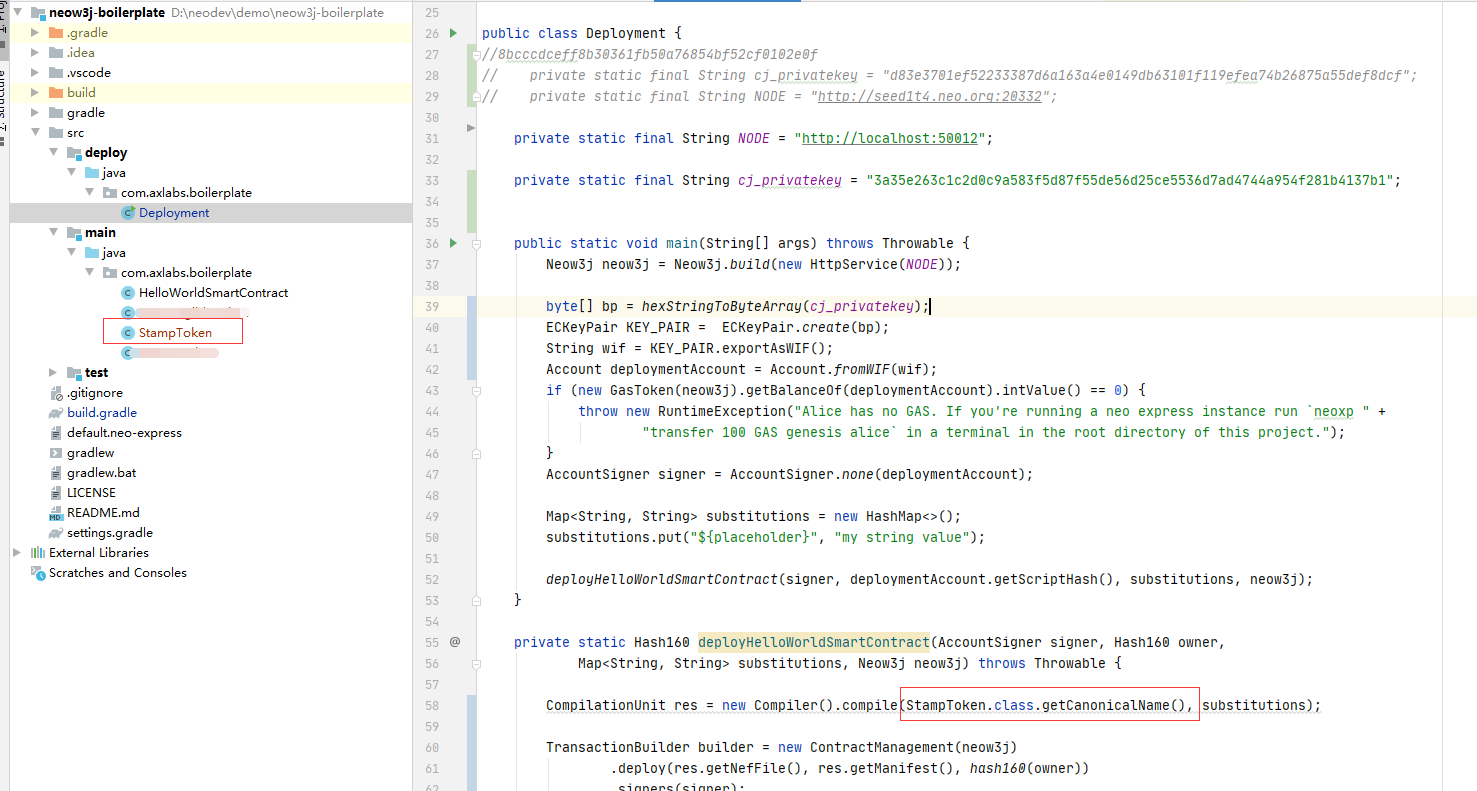 neow3j-boilerplate D:\neodev\demo\neow3j-boilerplate
.gradle
.idea
.vscode
build
gradle
src
deploy
java
com.axlabs.boilerplate
Deployment
main
java
com.axlabs.boilerplate
HelloWorldSmartContract
StampToken
test
.gitignore
build.gradle
default.neo-express
gradlew
gradlew.bat
LICENSE
README.md
settings.gradle
External Libraries
Scratches and Consoles
25
26 public class Deployment {
27 //8bcccdceff8b30361fb50a76854bf52cf0102e0f
28 //    private static final String cj_privatekey = "d83e3701ef52233387d6a163a4e0149db63101f119efea74b26875a55def8dcf";
29 //    private static final String NODE = "http://seed1t4.neo.org:20332";
30
31     private static final String NODE = "http://localhost:50012";
32
33     private static final String cj_privatekey = "3a35e263c1c2d0c9a583f5d87f55de56d25ce5536d7ad4744a954f281b4137b1";
34
35
36     public static void main(String[] args) throws Throwable {
37         Neow3j neow3j = Neow3j.build(new HttpService(NODE));
38
39         byte[] bp = hexStringToByteArray(cj_privatekey);
40         ECKeyPair KEY_PAIR =  ECKeyPair.create(bp);
41         String wif = KEY_PAIR.exportAsWIF();
42         Account deploymentAccount = Account.fromWIF(wif);
43         if (new GasToken(neow3j).getBalanceOf(deploymentAccount).intValue() == 0) {
44             throw new RuntimeException("Alice has no GAS. If you're running a neo express instance run `neoxp " +
45                     "transfer 100 GAS genesis alice` in a terminal in the root directory of this project.");
46         }
47         AccountSigner signer = AccountSigner.none(deploymentAccount);
48
49         Map<String, String> substitutions = new HashMap<>();
50         substitutions.put("${placeholder}", "my string value");
51
52         deployHelloWorldSmartContract(signer, deploymentAccount.getScriptHash(), substitutions, neow3j);
53     }
54
55 @   private static Hash160 deployHelloWorldSmartContract(AccountSigner signer, Hash160 owner,
56             Map<String, String> substitutions, Neow3j neow3j) throws Throwable {
57
58         CompilationUnit res = new Compiler().compile(StampToken.class.getCanonicalName(), substitutions);
59
60         TransactionBuilder builder = new ContractManagement(neow3j)
61                 .deploy(res.getNefFile(), res.getManifest(), hash160(owner))
62                 .signers(signer);